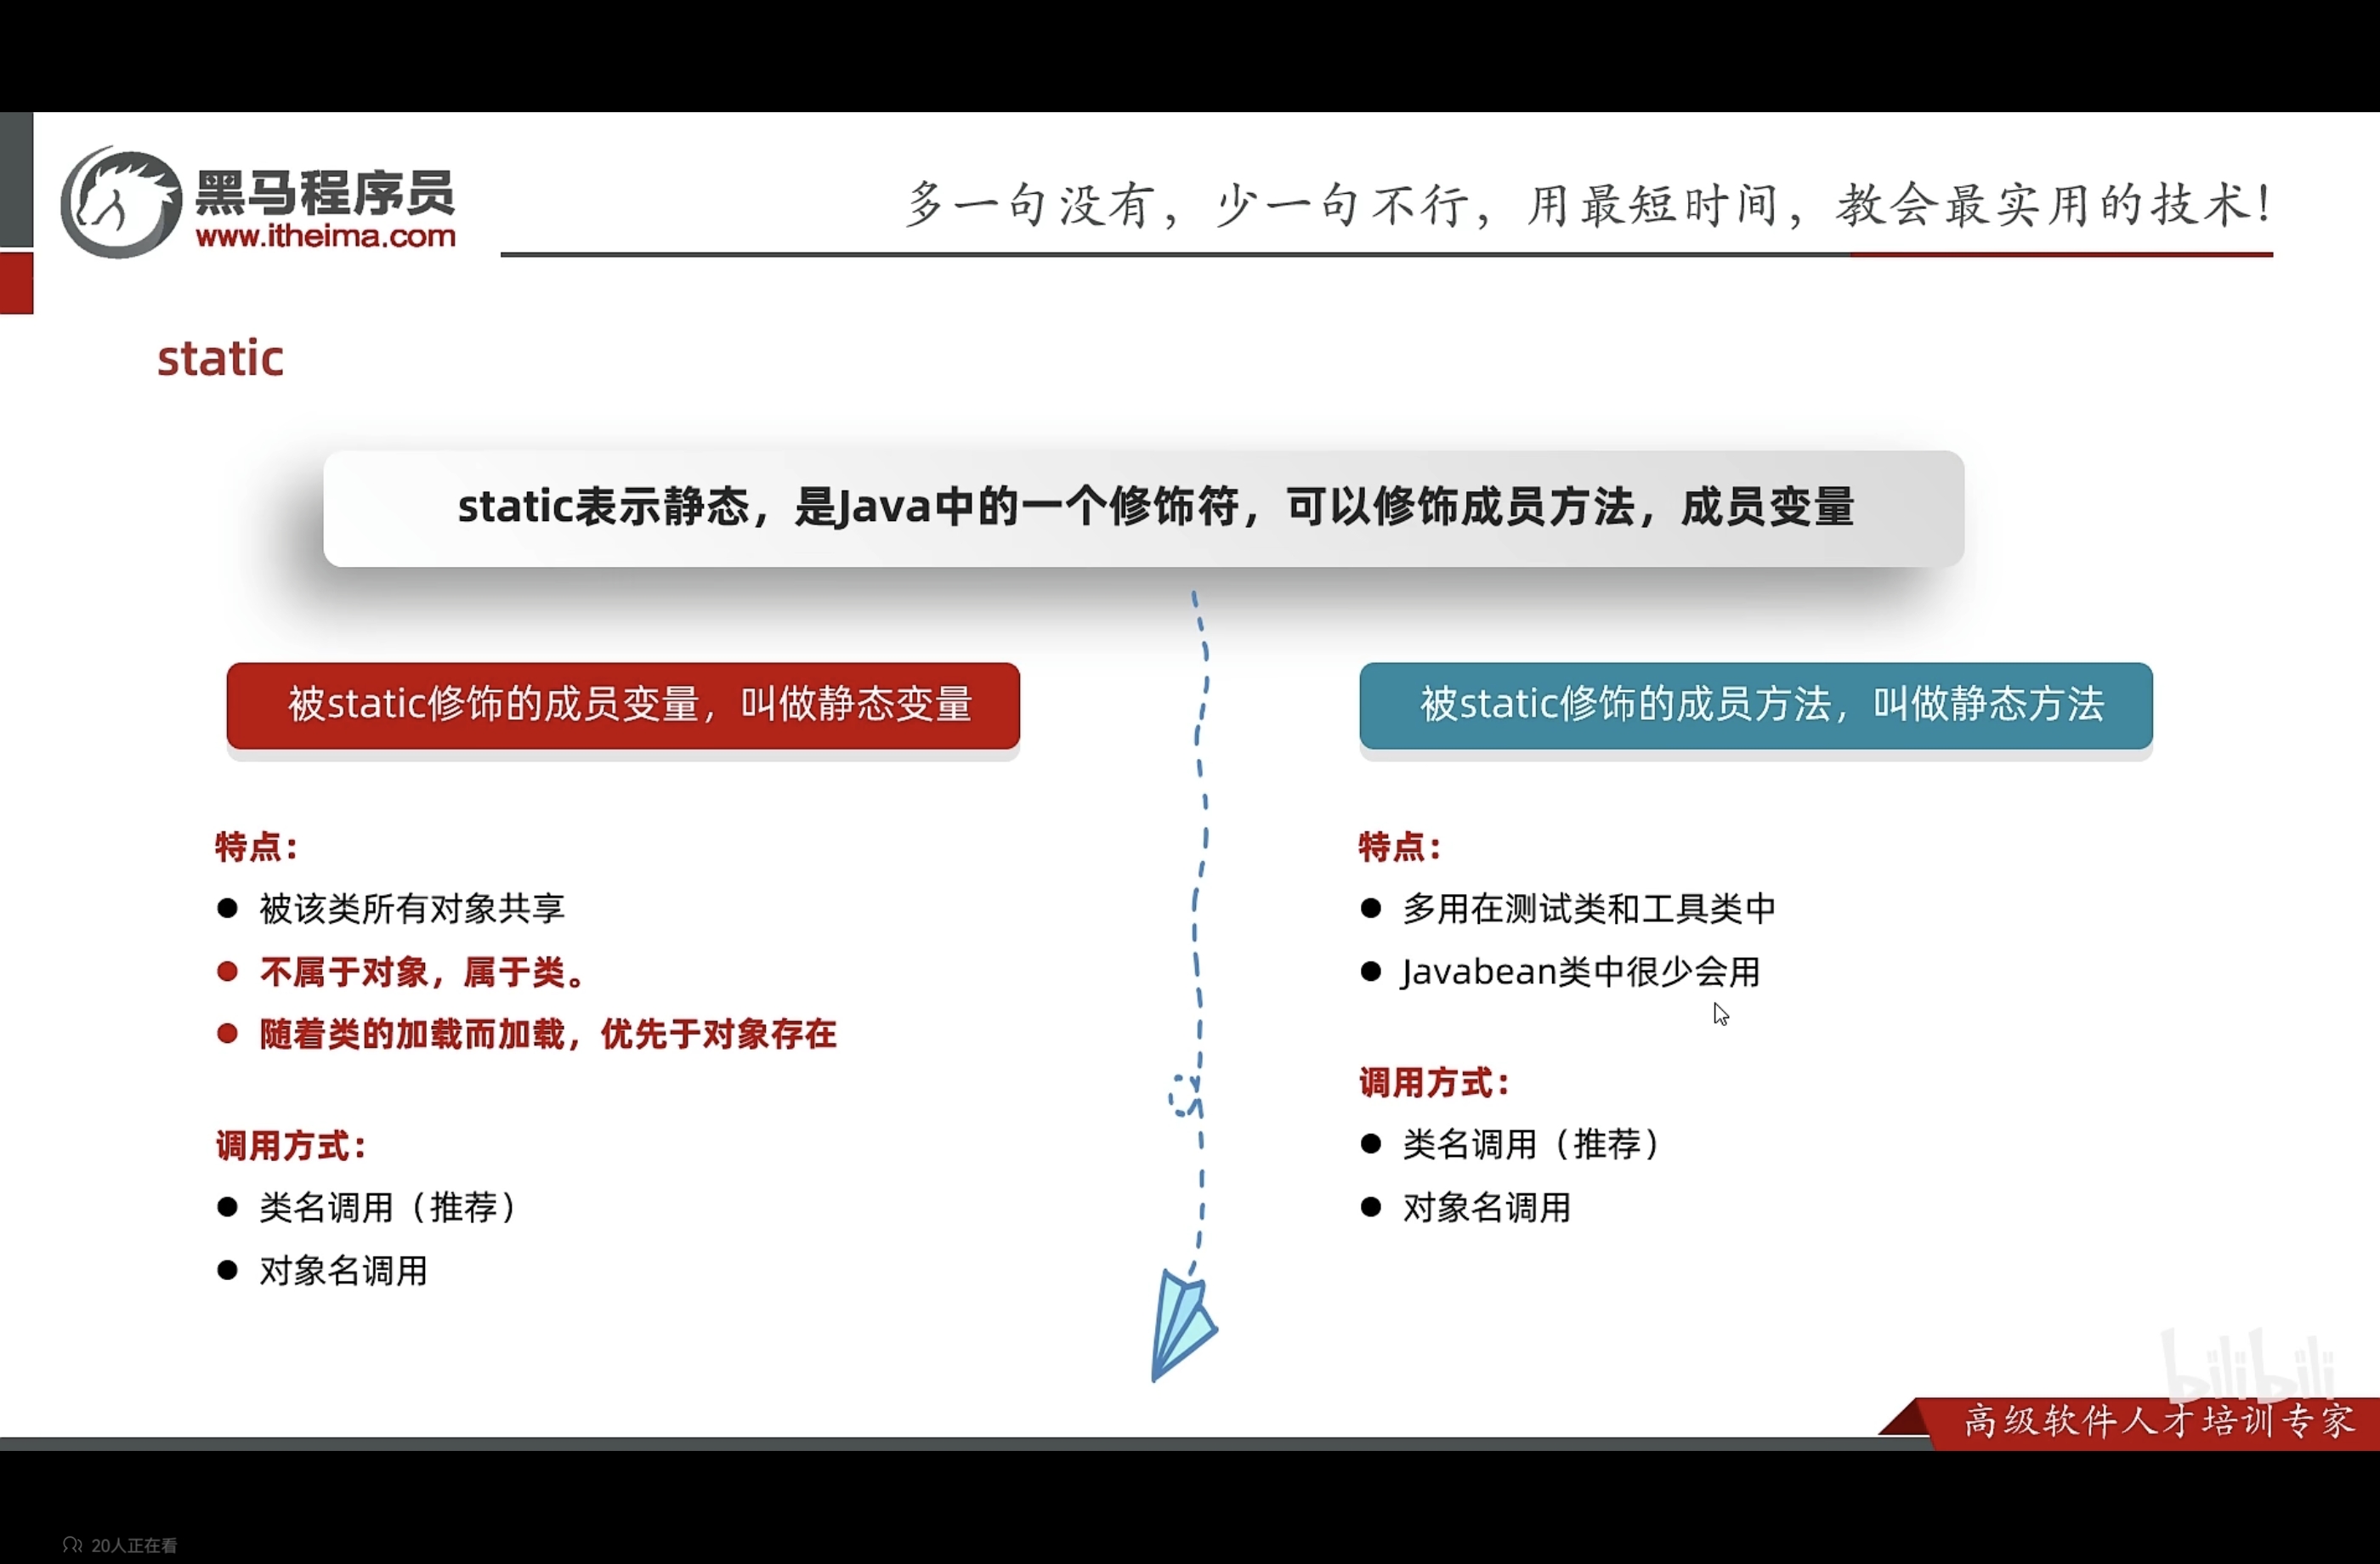 黑马程序员
www.itheima.com
多一句没有，少一句不行，用最短时间，教会最实用的技术！
static
static表示静态，是Java中的一个修饰符，可以修饰成员方法，成员变量
被static修饰的成员变量，叫做静态变量
特点：
被该类所有对象共享
不属于对象，属于类。
随着类的加载而加载，优先于对象存在
调用方式：
类名调用（推荐）
对象名调用
被static修饰的成员方法，叫做静态方法
特点：
多用在测试类和工具类中
Javabean类中很少会用
调用方式：
类名调用（推荐）
对象名调用
bilibili
高级软件人才培训专家
20人正在看